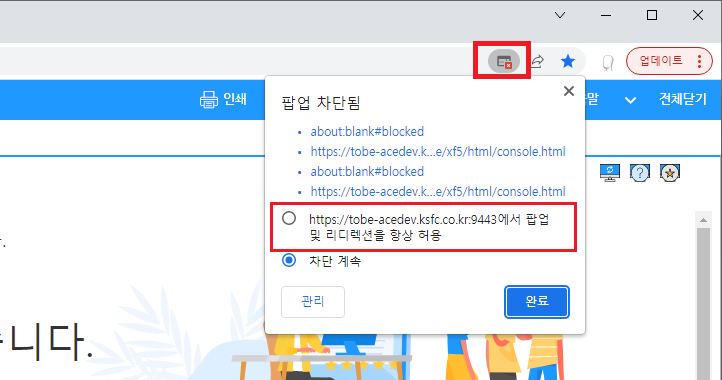 업데이트
인쇄
말
전체닫기
팝업 차단됨
about:blank#blocked
https://tobe-acedev.k...e/xf5/html/console.html
about:blank#blocked
https://tobe-acedev.k...e/xf5/html/console.html
https://tobe-acedev.ksfc.co.kr:9443에서 팝업
및 리디렉션을 항상 허용
차단 계속
관리
완료
니다.